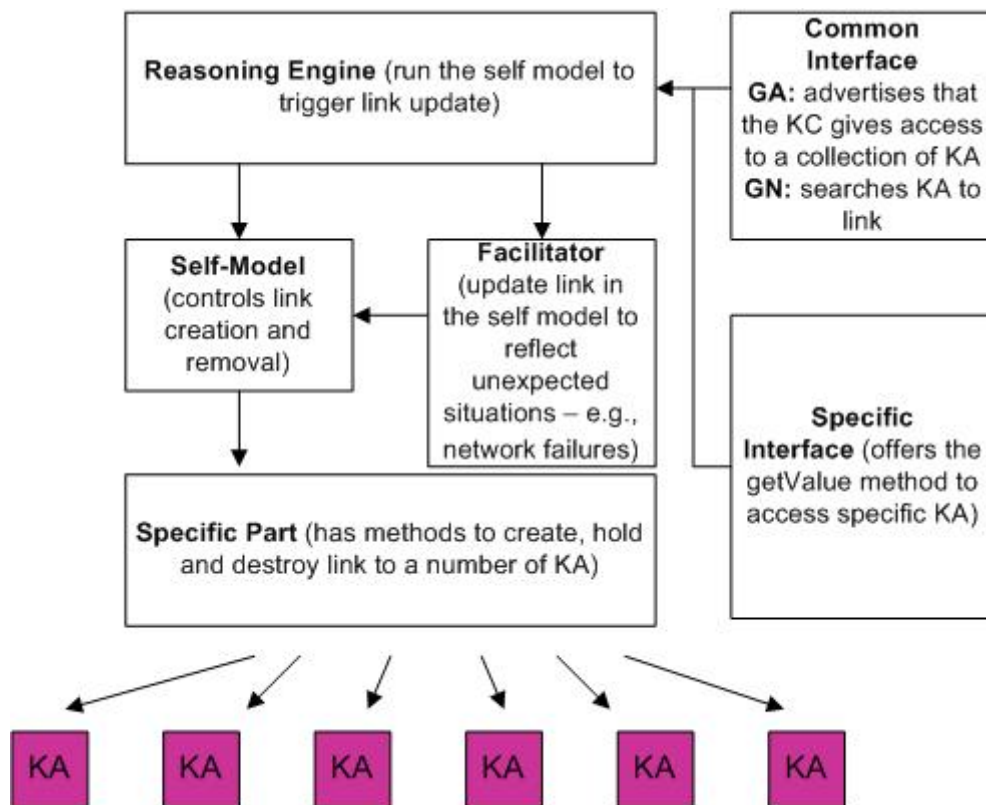 Reasoning Engine (run the self model to
trigger link update)
Common
Interface
GA: advertises that
the KC gives access
to a collection of KA
GN: searches KA to
link
Self-Model
(controls link
creation and
removal)
Facilitator
(update link in
the self model to
reflect
unexpected
situations – e.g.,
network failures)
Specific
Interface (offers the
getValue method to
access specific KA)
Specific Part (has methods to create, hold
and destroy link to a number of KA)
KA
KA
KA
KA
KA
KA